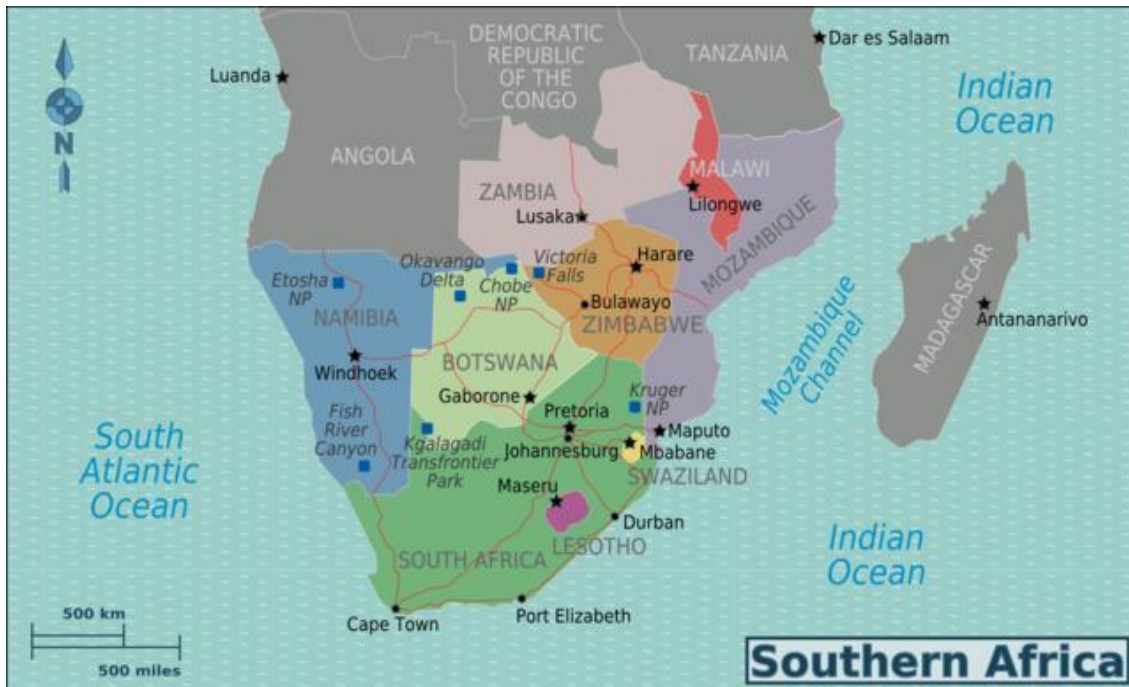 DEMOCRATIC
REPUBLIC
OF THE
CONGO
TANZANIA
Dar es Salaam
Luanda
Indian
Ocean
N
ANGOLA
MALAWI
ZAMBIA
Lilongwe
Lusaka
MOZAMBIQUE
Harare
Victoria
Falls
Okavango
Delta
Chobe
NP
Etosha
NP
Bulawayo
NAMIBIA
ZIMBABWE
MADAGASCAR
Antananarivo
Mozambique
Channel
BOTSWANA
Windhoek
Gaborone
Kruger
NP
Pretoria
Fish
River
Canyon
Kgalagadi
Transfrontier
Park
Johannesburg
Maputo
Mbabane
SWAZILAND
South
Atlantic
Ocean
Maseru
Durban
LESOTHO
SOUTH AFRICA
Indian
Ocean
Port Elizabeth
Cape Town
500 km
500 miles
Southern Africa